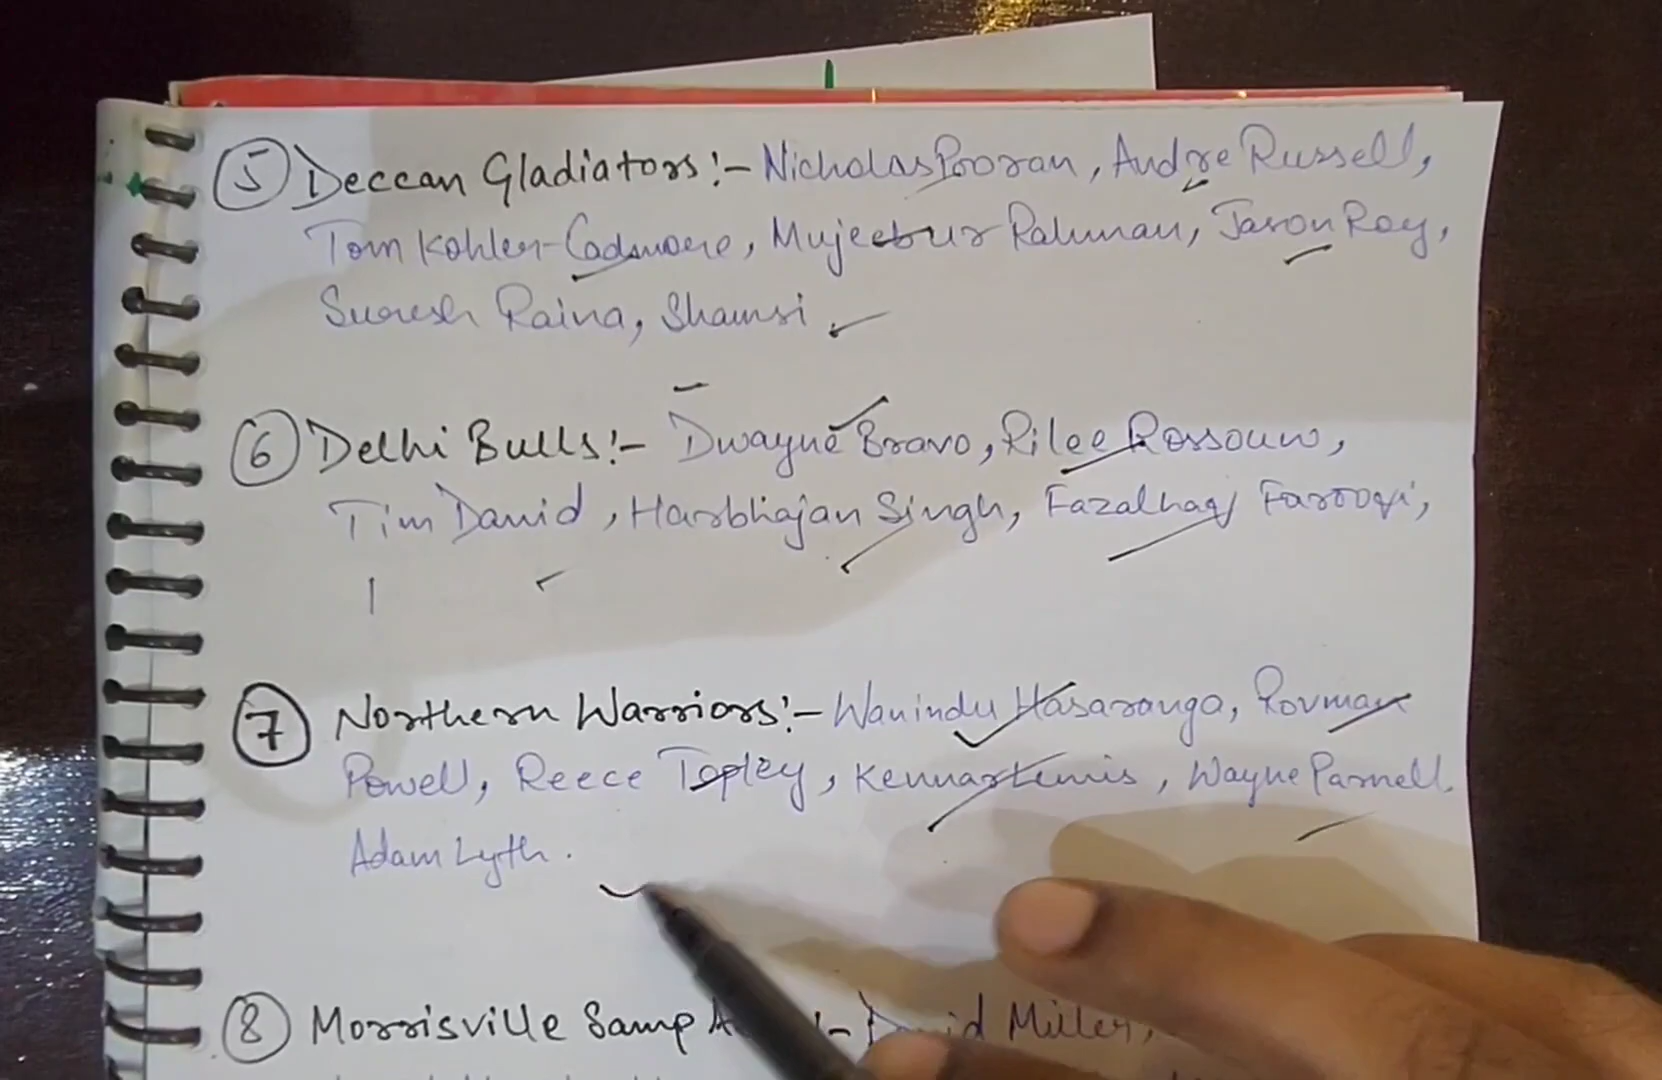 5 Deccan Gladiators:- Nicholas Pooran, Andre Russell,
Tom Kohler-Cadmore, Mujeebur Rahman, Jason Roy,
Suresh Raina, Shamsi
6 Delhi Bulls:- Dwayne Bravo, Rilee Rossouw,
Tim David, Harbhajan Singh, Fazalhaq Farooqi,
7 Northern Warriors:- Wanindu Hasaranga, Rovman
Powell, Reece Topley, Kennar Lewis, Wayne Parnell.
Adam Lyth.
8 Morrisville Samp :- David Miller,